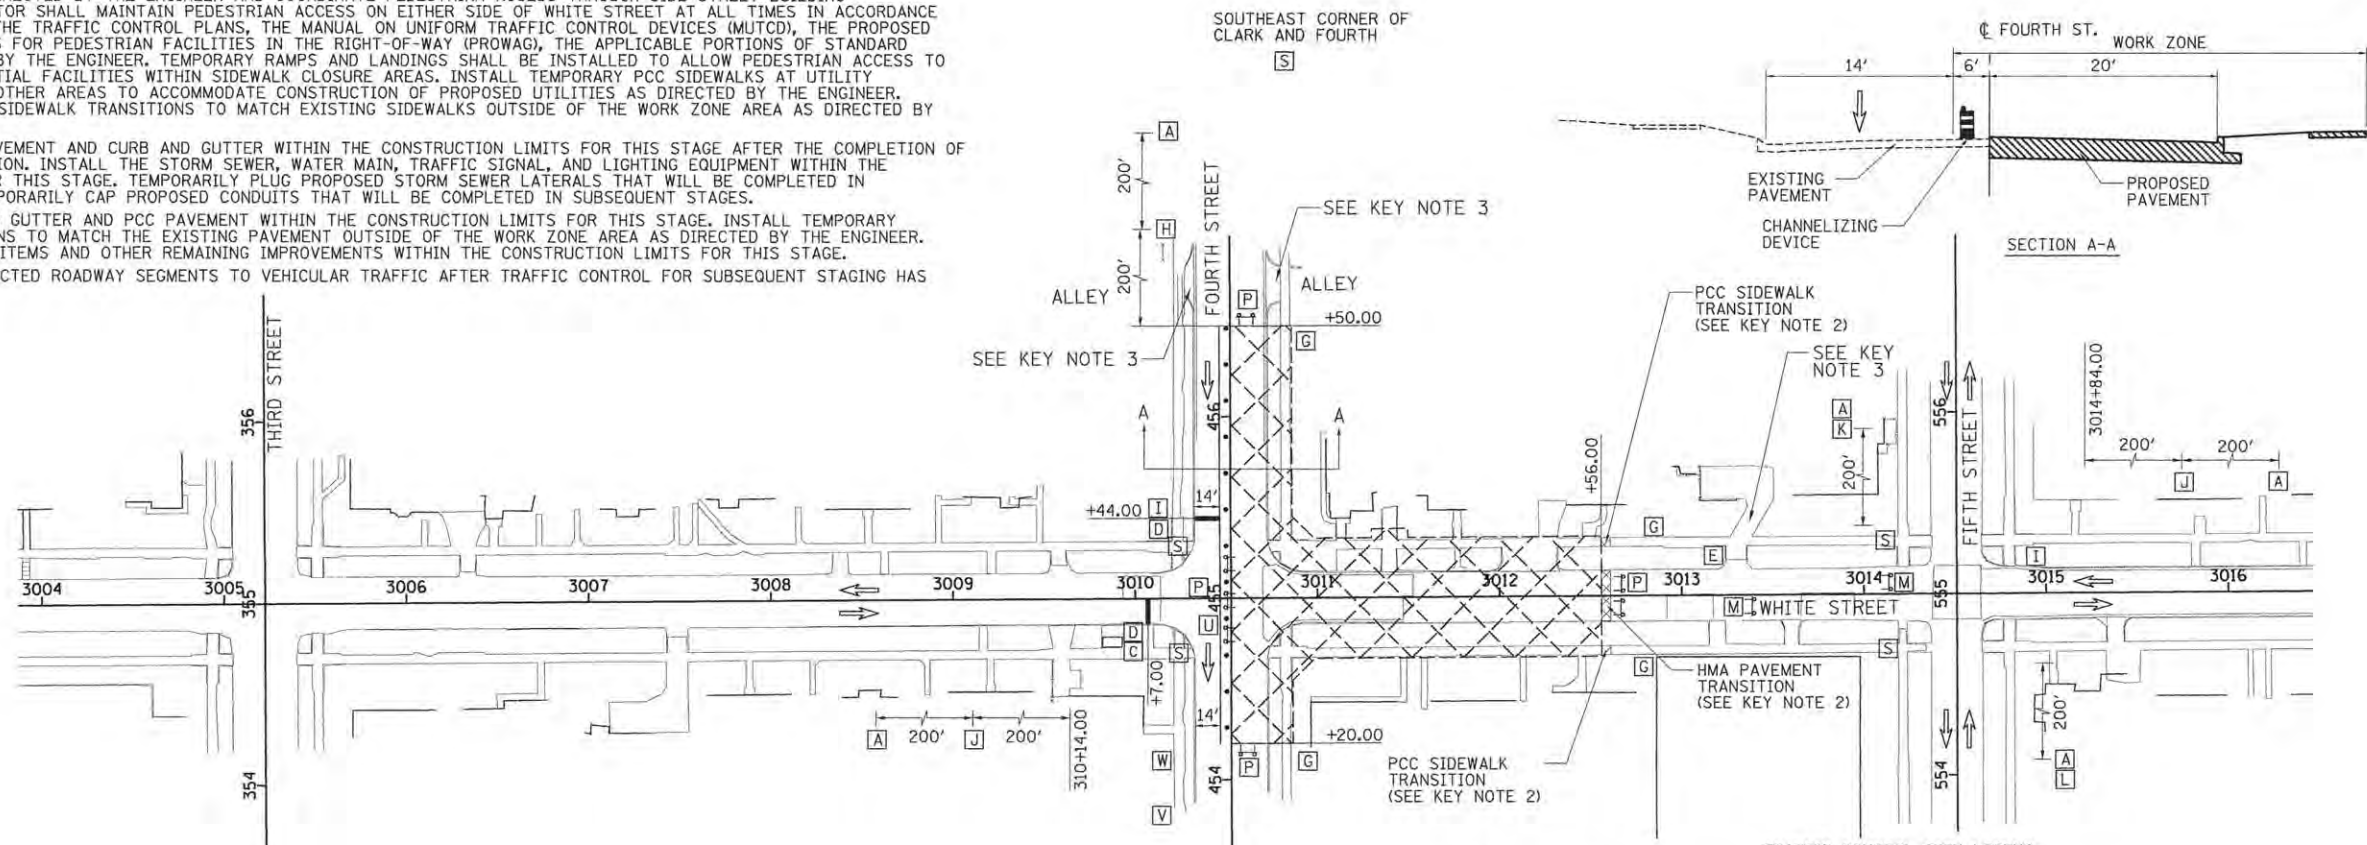 DIRECTED BY THE ENGINEER AND COORDINATE PEDESTRIAN ACCESS THROUGH SIDE STREET BUILDING
TOR SHALL MAINTAIN PEDESTRIAN ACCESS ON EITHER SIDE OF WHITE STREET AT ALL TIMES IN ACCORDANCE
THE TRAFFIC CONTROL PLANS, THE MANUAL ON UNIFORM TRAFFIC CONTROL DEVICES (MUTCD), THE PROPOSED
S FOR PEDESTRIAN FACILITIES IN THE RIGHT-OF-WAY (PROWAG), THE APPLICABLE PORTIONS OF STANDARD
BY THE ENGINEER. TEMPORARY RAMPS AND LANDINGS SHALL BE INSTALLED TO ALLOW PEDESTRIAN ACCESS TO
TIAL FACILITIES WITHIN SIDEWALK CLOSURE AREAS. INSTALL TEMPORARY PCC SIDEWALKS AT UTILITY
OTHER AREAS TO ACCOMMODATE CONSTRUCTION OF PROPOSED UTILITIES AS DIRECTED BY THE ENGINEER.
SIDEWALK TRANSITIONS TO MATCH EXISTING SIDEWALKS OUTSIDE OF THE WORK ZONE AREA AS DIRECTED BY
VEMENT AND CURB AND GUTTER WITHIN THE CONSTRUCTION LIMITS FOR THIS STAGE AFTER THE COMPLETION OF
ION. INSTALL THE STORM SEWER, WATER MAIN, TRAFFIC SIGNAL, AND LIGHTING EQUIPMENT WITHIN THE
R THIS STAGE. TEMPORARILY PLUG PROPOSED STORM SEWER LATERALS THAT WILL BE COMPLETED IN
PORARILY CAP PROPOSED CONDUITS THAT WILL BE COMPLETED IN SUBSEQUENT STAGES.
GUTTER AND PCC PAVEMENT WITHIN THE CONSTRUCTION LIMITS FOR THIS STAGE. INSTALL TEMPORARY
NS TO MATCH THE EXISTING PAVEMENT OUTSIDE OF THE WORK ZONE AREA AS DIRECTED BY THE ENGINEER.
ITEMS AND OTHER REMAINING IMPROVEMENTS WITHIN THE CONSTRUCTION LIMITS FOR THIS STAGE.
CTED ROADWAY SEGMENTS TO VEHICULAR TRAFFIC AFTER TRAFFIC CONTROL FOR SUBSEQUENT STAGING HAS
SOUTHEAST CORNER OF
CLARK AND FOURTH
S
℄ FOURTH ST.
WORK ZONE
14'
6'
20'
EXISTING
PAVEMENT
CHANNELIZING
DEVICE
PROPOSED
PAVEMENT
SECTION A-A
A
200'
H
200'
ALLEY
FOURTH STREET
P
ALLEY
+50.00
G
SEE KEY NOTE 3
SEE KEY NOTE 3
PCC SIDEWALK
TRANSITION
(SEE KEY NOTE 2)
SEE KEY
NOTE 3
THIRD STREET
356
355
354
456
455
454
A
A
+44.00
14'
I
D
S
+56.00
G
E
A
K
200'
S
FIFTH STREET
556
555
554
3014+84.00
200'
200'
J
A
I
3004
3005
3006
3007
3008
3009
3010
3011
3012
3013
3014
3015
3016
P
U
P
M
M
WHITE STREET
D
C
S
+7.00
14'
A
200'
J
200'
310+14.00
W
V
P
G
+20.00
G
S
HMA PAVEMENT
TRANSITION
(SEE KEY NOTE 2)
PCC SIDEWALK
TRANSITION
(SEE KEY NOTE 2)
200'
A
L